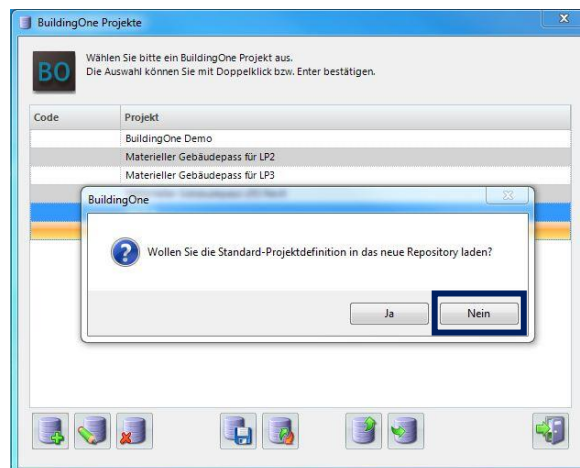 BuildingOne Projekte
BO
Wählen Sie bitte ein BuildingOne Projekt aus.
Die Auswahl können Sie mit Doppelklick bzw. Enter bestätigen.
Code Projekt
BuildingOne Demo
Materieller Gebäudepass für LP2
Materieller Gebäudepass für LP3
BuildingOne
Wollen Sie die Standard-Projektdefinition in das neue Repository laden?
Ja Nein